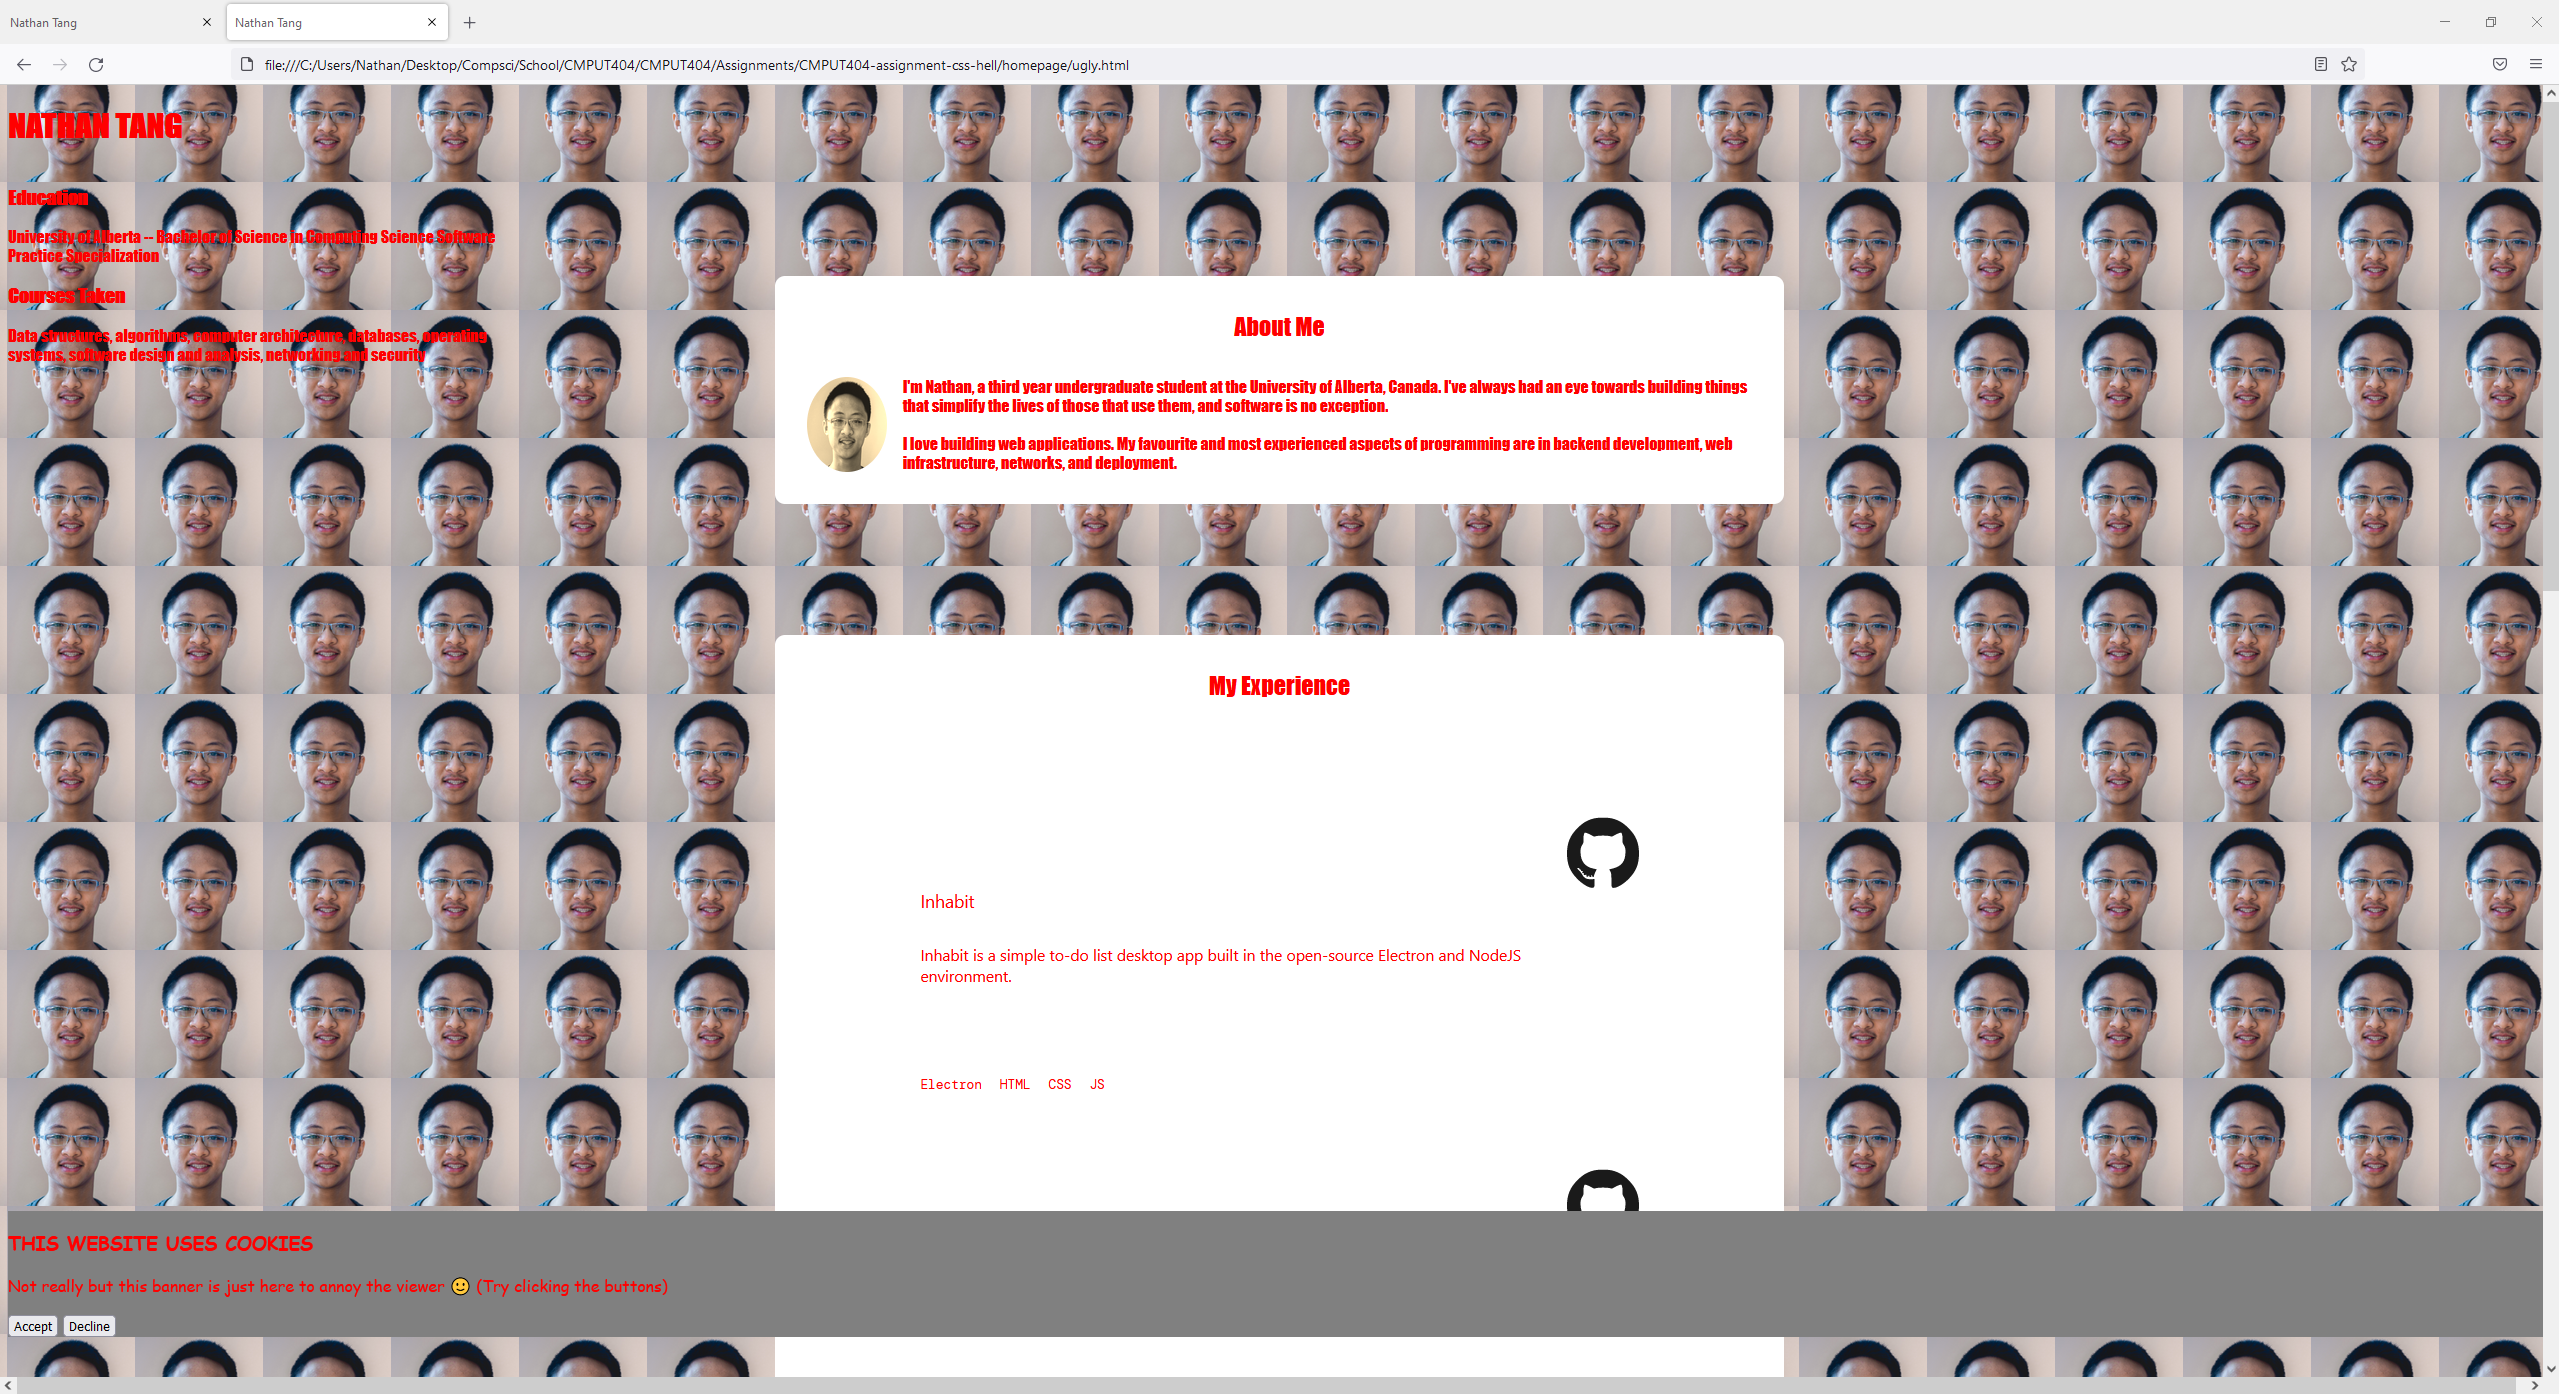 Nathan Tang
Nathan Tang
file:///C:/Users/Nathan/Desktop/Compsci/School/CMPUT404/CMPUT404/Assignments/CMPUT404-assignment-css-hell/homepage/ugly.html
NATHAN TANG
Education
University of Alberta -- Bachelor of Science in Computing Science Software
Practice Specialization
Courses Taken
Data structures, algorithms, computer architecture, databases, operating
systems, software design and analysis, networking and security
About Me
I'm Nathan, a third year undergraduate student at the University of Alberta, Canada. I've always had an eye towards building things
that simplify the lives of those that use them, and software is no exception.
I love building web applications. My favourite and most experienced aspects of programming are in backend development, web
infrastructure, networks, and deployment.
My Experience
Inhabit
Inhabit is a simple to-do list desktop app built in the open-source Electron and NodeJS
environment.
Electron HTML CSS JS
THIS WEBSITE USES COOKIES
Not really but this banner is just here to annoy the viewer 🙂 (Try clicking the buttons)
Accept Decline